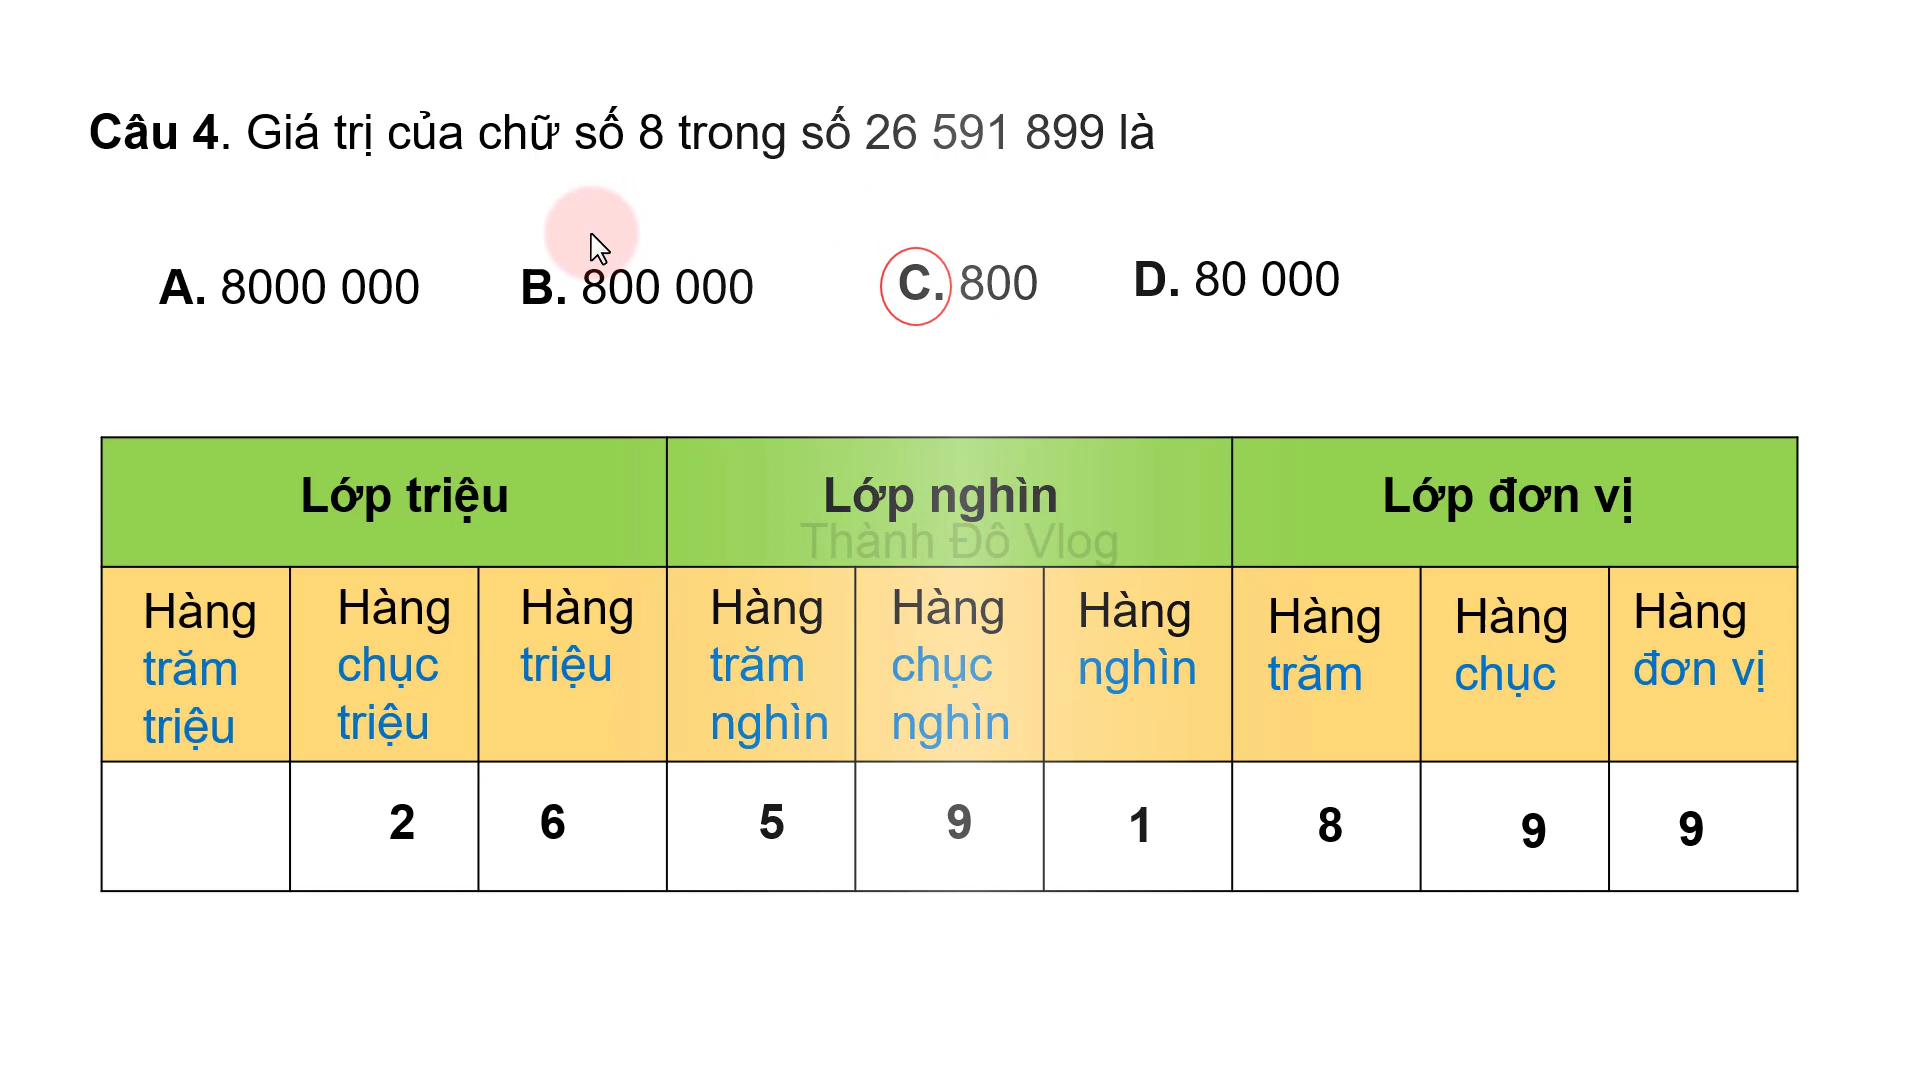 Câu 4. Giá trị của chữ số 8 trong số 26 591 899 là
A. 8000 000 B. 800 000 C. 800 D. 80 000
Lớp triệu Lớp nghìn Lớp đơn vị
Thành Đô Vlog
Hàng trăm triệu
Hàng chục triệu
Hàng triệu
Hàng trăm nghìn
Hàng chục nghìn
Hàng nghìn
Hàng trăm
Hàng chục
Hàng đơn vị
2 6 5 9 1 8 9 9